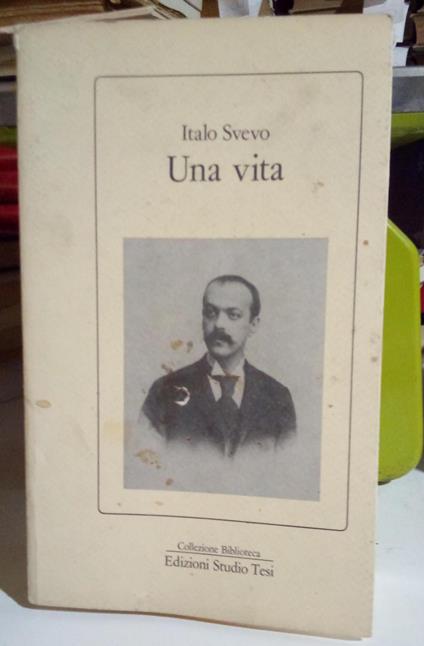 Italo Svevo
Una vita
Collezione Biblioteca
Edizioni Studio Tesi